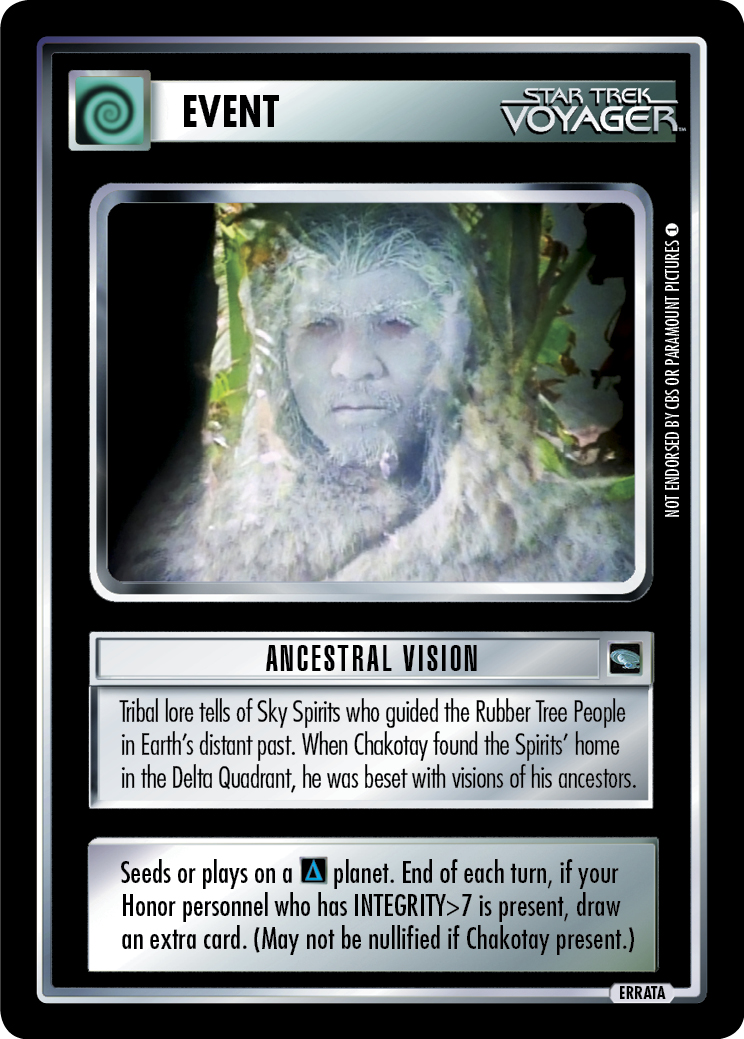 EVENT
STAR TREK
VOYAGER™
NOT ENDORSED BY CBS OR PARAMOUNT PICTURES 1
ANCESTRAL VISION
Tribal lore tells of Sky Spirits who guided the Rubber Tree People
in Earth's distant past. When Chakotay found the Spirits' home
in the Delta Quadrant, he was beset with visions of his ancestors.
Seeds or plays on a Δ planet. End of each turn, if your
Honor personnel who has INTEGRITY>7 is present, draw
an extra card. (May not be nullified if Chakotay present.)
ERRATA